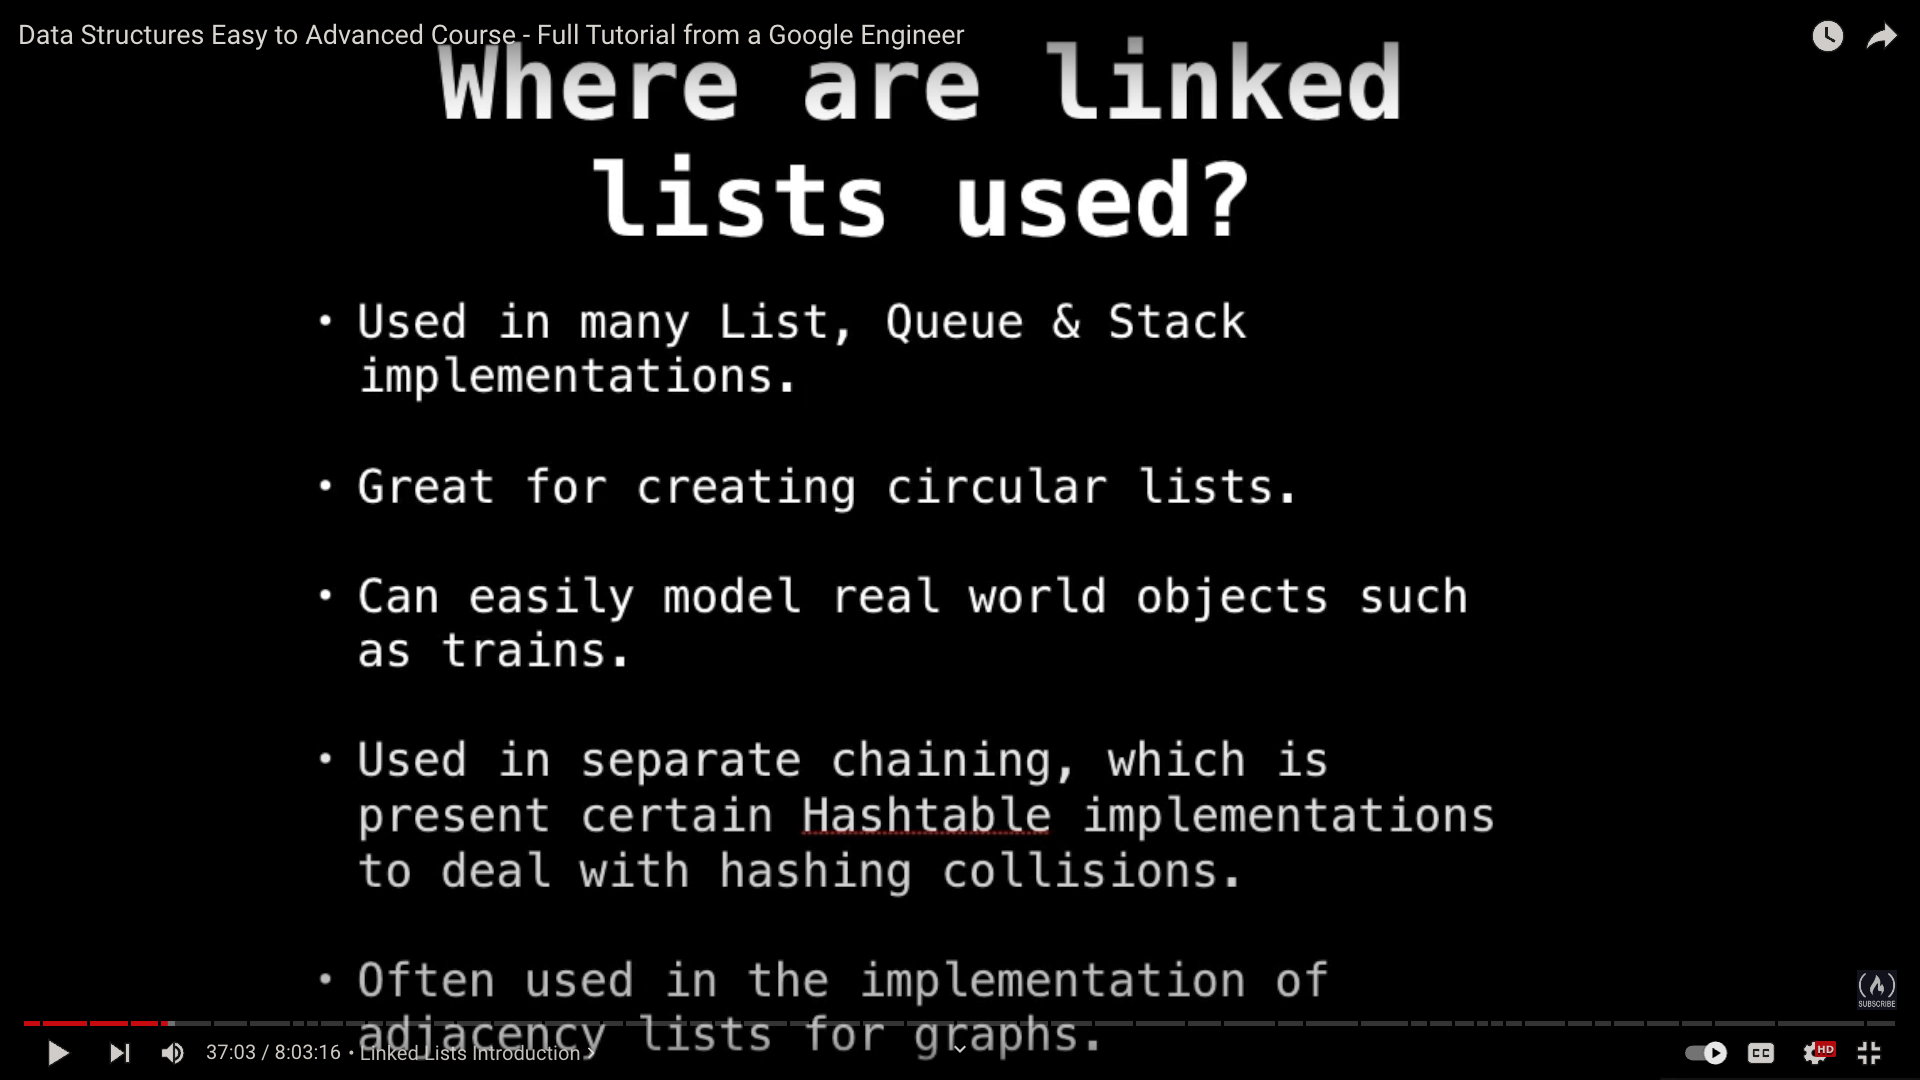 Data Structures Easy to Advanced Course - Full Tutorial from a Google Engineer
Where are linked
lists used?
• Used in many List, Queue & Stack
implementations.
• Great for creating circular lists.
• Can easily model real world objects such
as trains.
• Used in separate chaining, which is
present certain Hashtable implementations
to deal with hashing collisions.
• Often used in the implementation of
adjacency lists for graphs.
SUBSCRIBE
37:03 / 8:03:16 • Linked Lists Introduction >
CC
HD